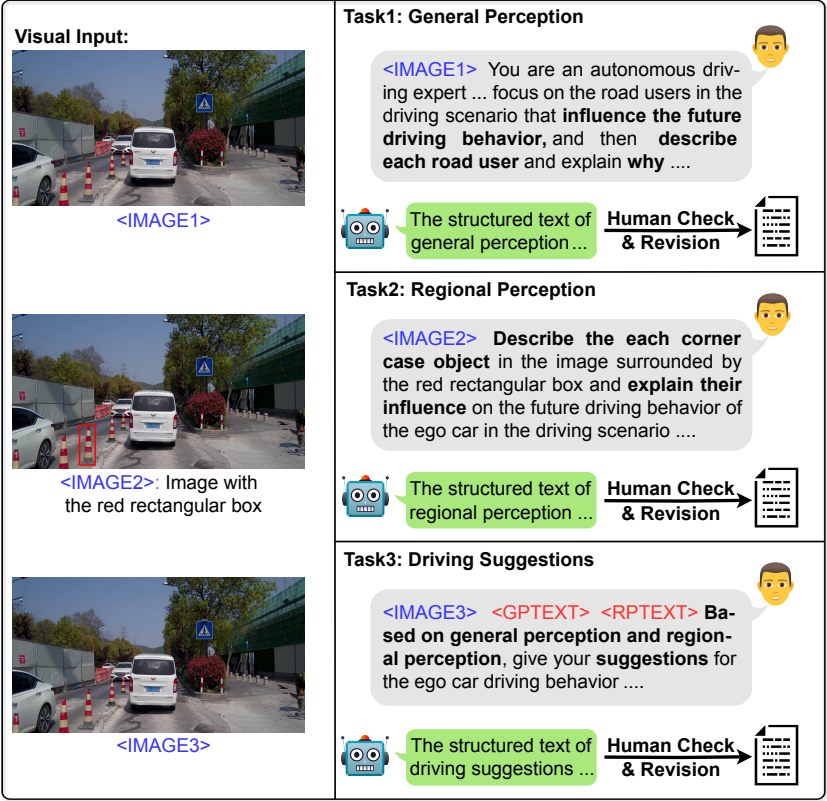 Visual Input:
<IMAGE1>
<IMAGE2>: Image with
the red rectangular box
<IMAGE3>
Task1: General Perception
<IMAGE1> You are an autonomous driv-
ing expert ... focus on the road users in the
driving scenario that influence the future
driving behavior, and then describe
each road user and explain why ....
The structured text of
general perception ...
Human Check
& Revision
Task2: Regional Perception
<IMAGE2> Describe the each corner
case object in the image surrounded by
the red rectangular box and explain their
influence on the future driving behavior of
the ego car in the driving scenario ....
The structured text of
regional perception ...
Human Check
& Revision
Task3: Driving Suggestions
<IMAGE3> <GPTEXT> <RPTEXT> Ba-
sed on general perception and region-
al perception, give your suggestions for
the ego car driving behavior ....
The structured text of
driving suggestions ...
Human Check
& Revision